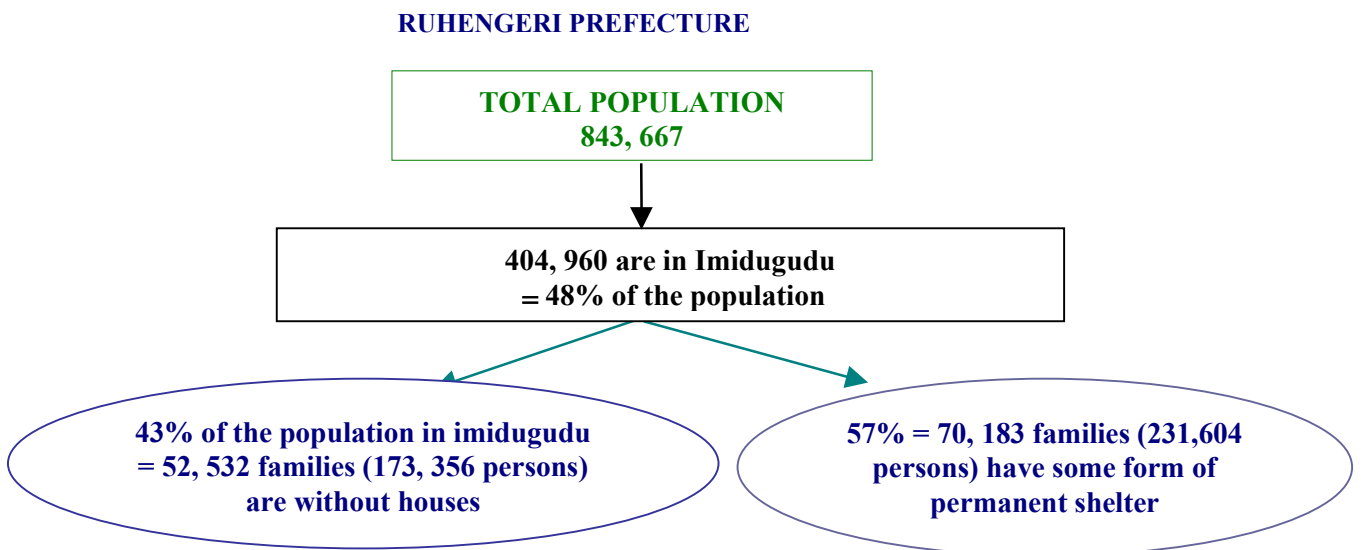 RUHENGERI PREFECTURE
TOTAL POPULATION
843, 667
404, 960 are in Imidugudu
= 48% of the population
43% of the population in imidugudu
= 52, 532 families (173, 356 persons)
are without houses
57% = 70, 183 families (231,604
persons) have some form of
permanent shelter